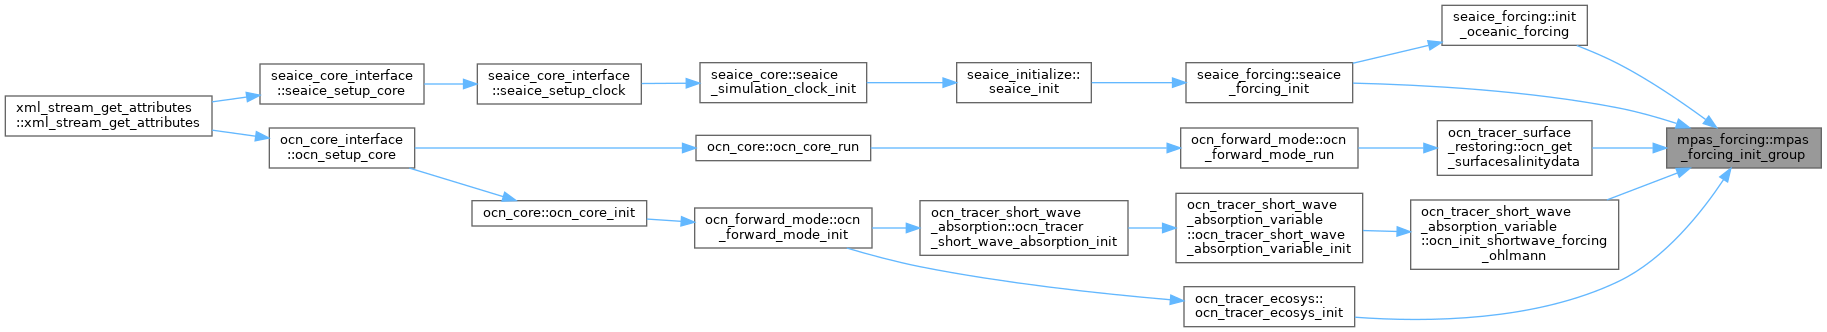 seaice_forcing::init
_oceanic_forcing
seaice_core_interface
::seaice_setup_core
seaice_core_interface
::seaice_setup_clock
seaice_core::seaice
_simulation_clock_init
seaice_initialize::
seaice_init
seaice_forcing::seaice
_forcing_init
xml_stream_get_attributes
::xml_stream_get_attributes
ocn_core_interface
::ocn_setup_core
ocn_core::ocn_core_run
ocn_forward_mode::ocn
_forward_mode_run
ocn_tracer_surface
_restoring::ocn_get
_surfacesalinitydata
mpas_forcing::mpas
_forcing_init_group
ocn_core::ocn_core_init
ocn_forward_mode::ocn
_forward_mode_init
ocn_tracer_short_wave
_absorption::ocn_tracer
_short_wave_absorption_init
ocn_tracer_short_wave
_absorption_variable
::ocn_tracer_short_wave
_absorption_variable_init
ocn_tracer_short_wave
_absorption_variable
::ocn_init_shortwave_forcing
_ohlmann
ocn_tracer_ecosys::
ocn_tracer_ecosys_init